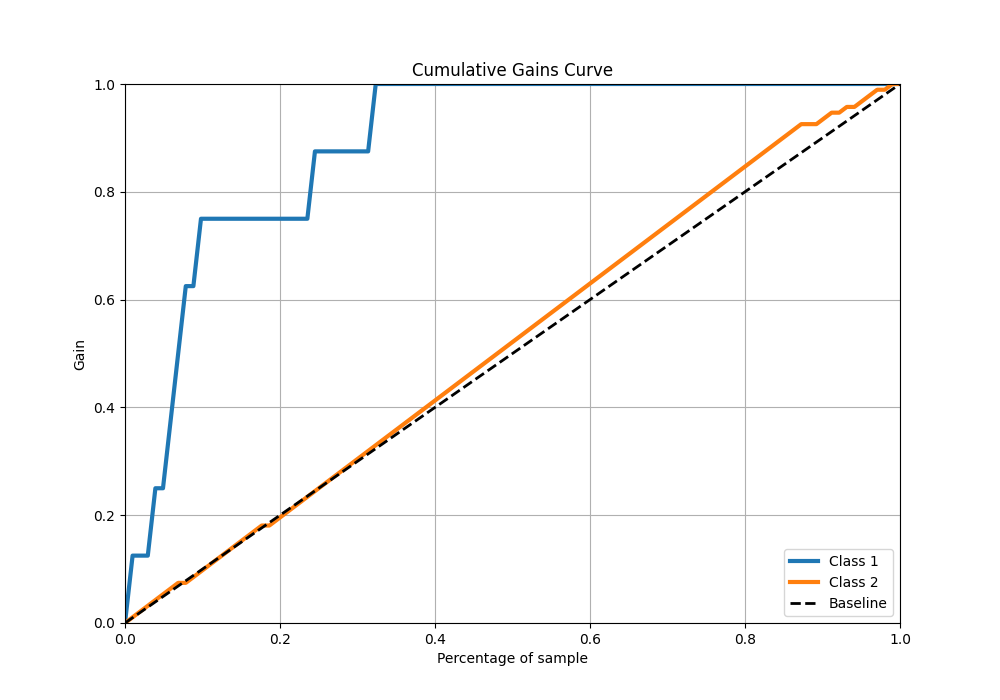 Cumulative Gains Curve
1.0
0.8
0.6
0.4
0.2
0.0
Gain
0.0 0.2 0.4 0.6 0.8 1.0
Percentage of sample
Class 1
Class 2
Baseline